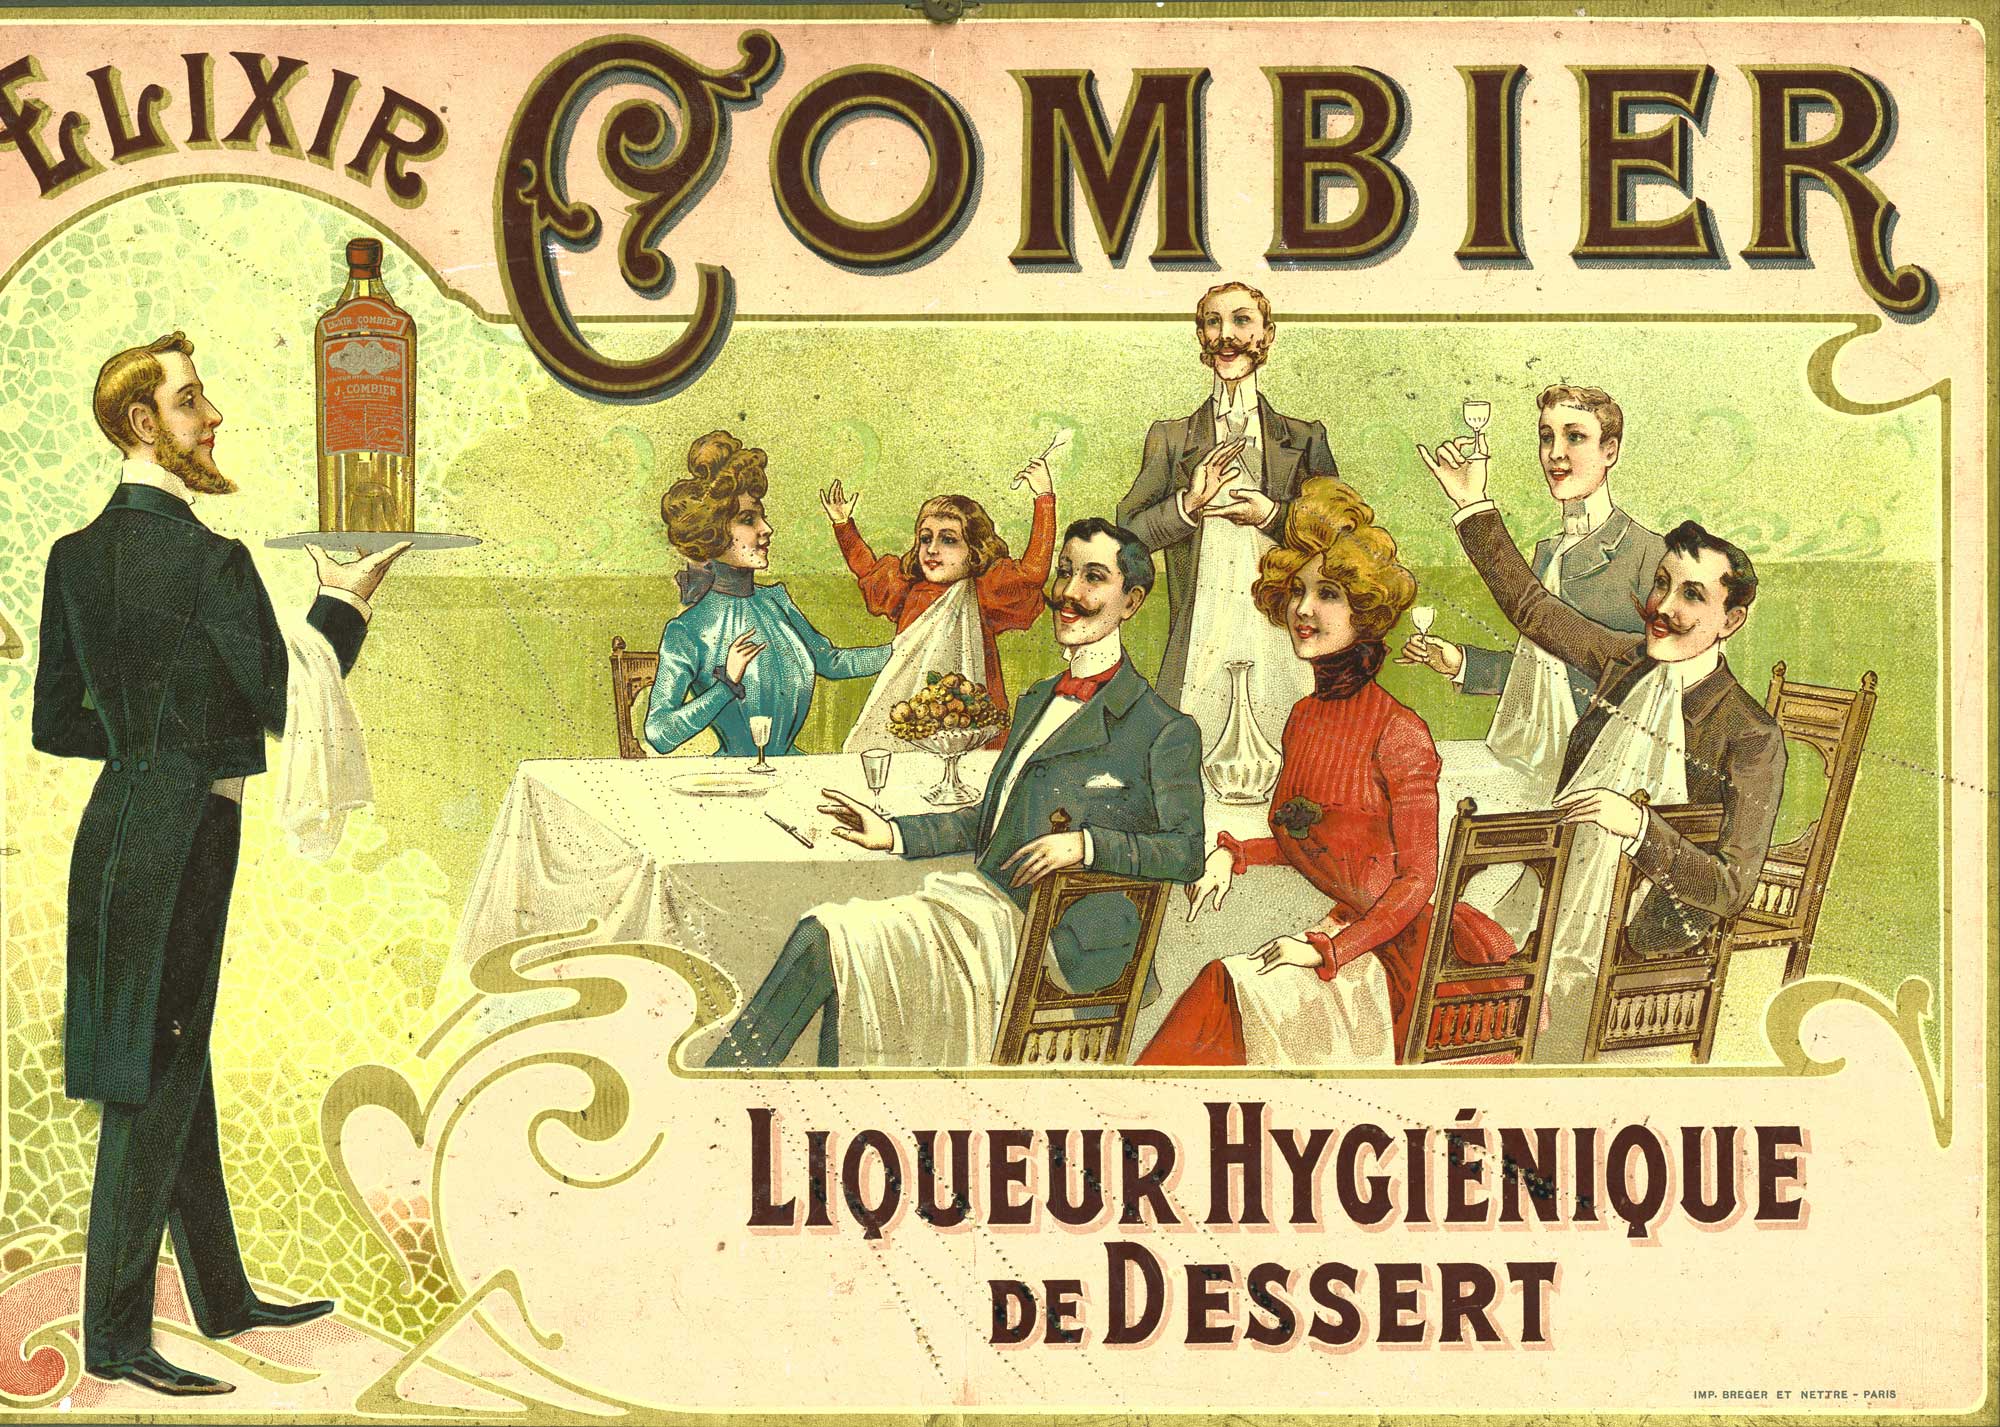 ELIXIR COMBIER
ELIXIR COMBIER
J. COMBIER
LIQUEUR HYGIÉNIQUE
DE DESSERT
IMP. BREGER ET NETTRE - PARIS